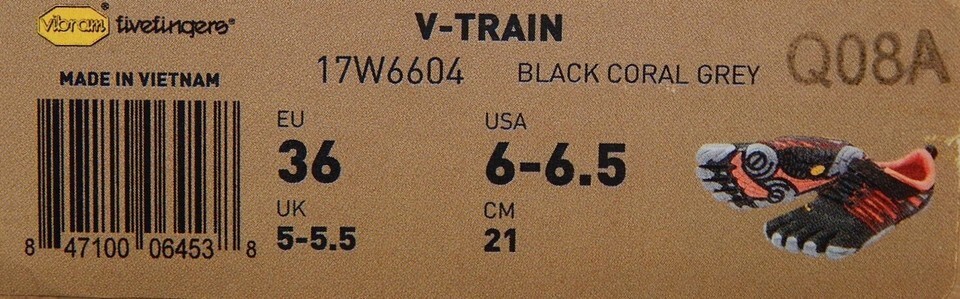 vibram® fivefingers®
MADE IN VIETNAM
8 47100 06453 8
V-TRAIN
17W6604 BLACK CORAL GREY
Q08A
EU
36
USA
6-6.5
UK
5-5.5
CM
21